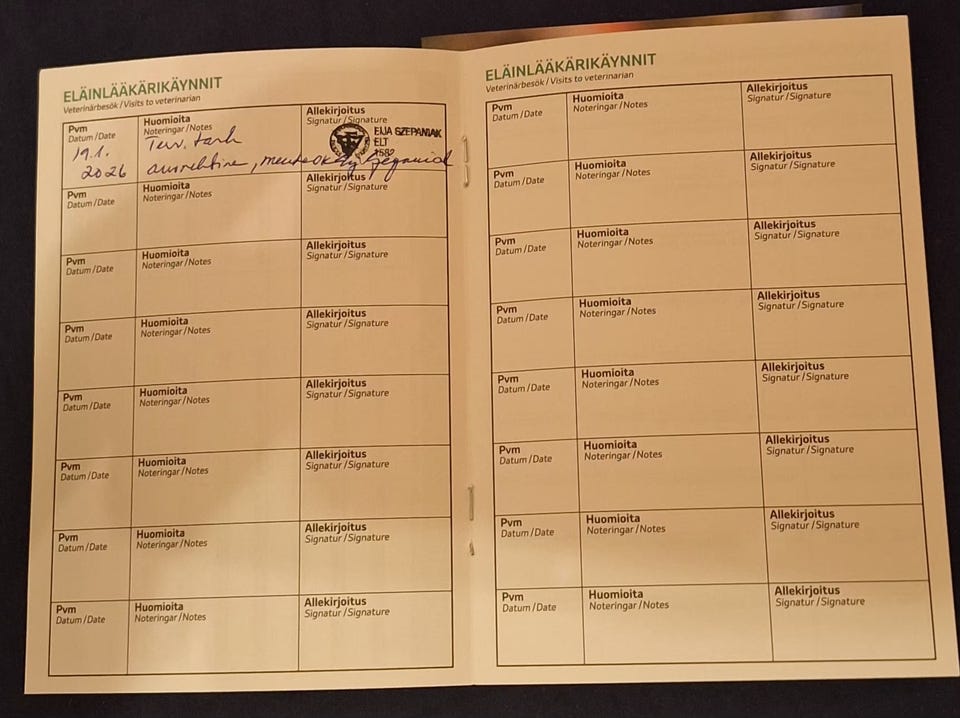 ELÄINLÄÄKÄRIKÄYNNIT
Veterinärbesök / Visits to veterinarian
Pvm Huomioita Allekirjoitus
Datum / Date Noteringar / Notes Signatur / Signature
19.1. Terv. tark EIJA SZEPANIAK
ELT
1582
2026
Pvm Huomioita Allekirjoitus
Datum / Date Noteringar / Notes Signatur / Signature
Pvm Huomioita Allekirjoitus
Datum / Date Noteringar / Notes Signatur / Signature
Pvm Huomioita Allekirjoitus
Datum / Date Noteringar / Notes Signatur / Signature
Pvm Huomioita Allekirjoitus
Datum / Date Noteringar / Notes Signatur / Signature
Pvm Huomioita Allekirjoitus
Datum / Date Noteringar / Notes Signatur / Signature
Pvm Huomioita Allekirjoitus
Datum / Date Noteringar / Notes Signatur / Signature
Pvm Huomioita Allekirjoitus
Datum / Date Noteringar / Notes Signatur / Signature
ELÄINLÄÄKÄRIKÄYNNIT
Veterinärbesök / Visits to veterinarian
Pvm Huomioita Allekirjoitus
Datum / Date Noteringar / Notes Signatur / Signature
Pvm Huomioita Allekirjoitus
Datum / Date Noteringar / Notes Signatur / Signature
Pvm Huomioita Allekirjoitus
Datum / Date Noteringar / Notes Signatur / Signature
Pvm Huomioita Allekirjoitus
Datum / Date Noteringar / Notes Signatur / Signature
Pvm Huomioita Allekirjoitus
Datum / Date Noteringar / Notes Signatur / Signature
Pvm Huomioita Allekirjoitus
Datum / Date Noteringar / Notes Signatur / Signature
Pvm Huomioita Allekirjoitus
Datum / Date Noteringar / Notes Signatur / Signature
Pvm Huomioita Allekirjoitus
Datum / Date Noteringar / Notes Signatur / Signature